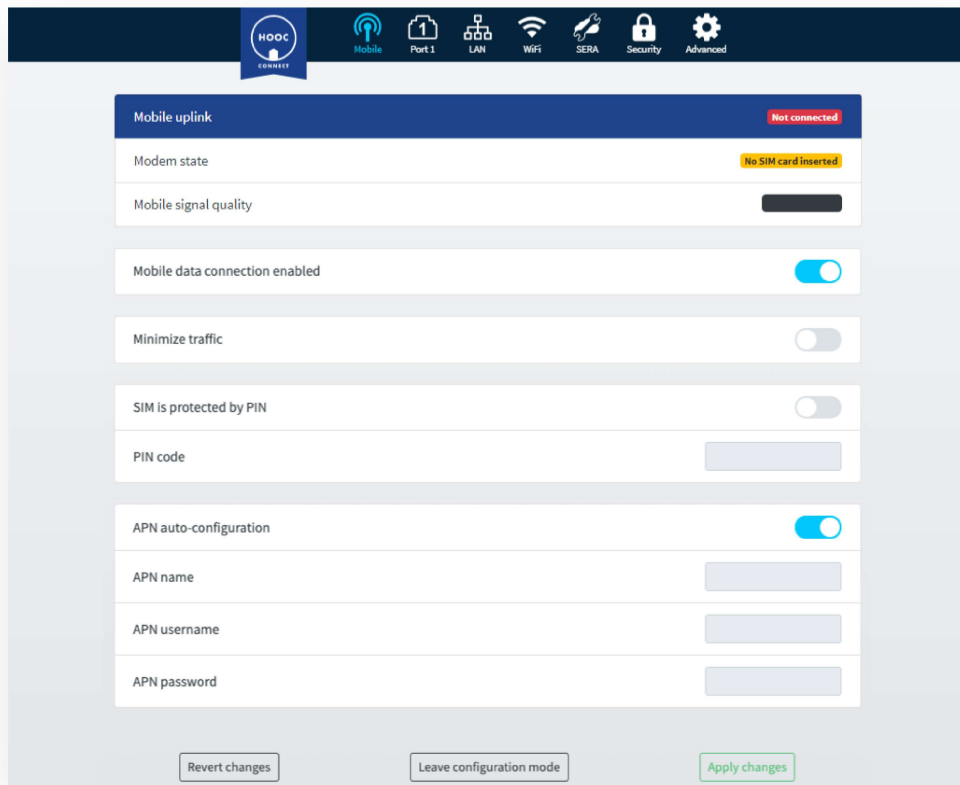 HOOC
CONNECT
Mobile
1
Port 1
LAN
WiFi
SERA
Security
Advanced
Mobile uplink
Not connected
Modem state
No SIM card inserted
Mobile signal quality
Mobile data connection enabled
Minimize traffic
SIM is protected by PIN
PIN code
APN auto-configuration
APN name
APN username
APN password
Revert changes
Leave configuration mode
Apply changes